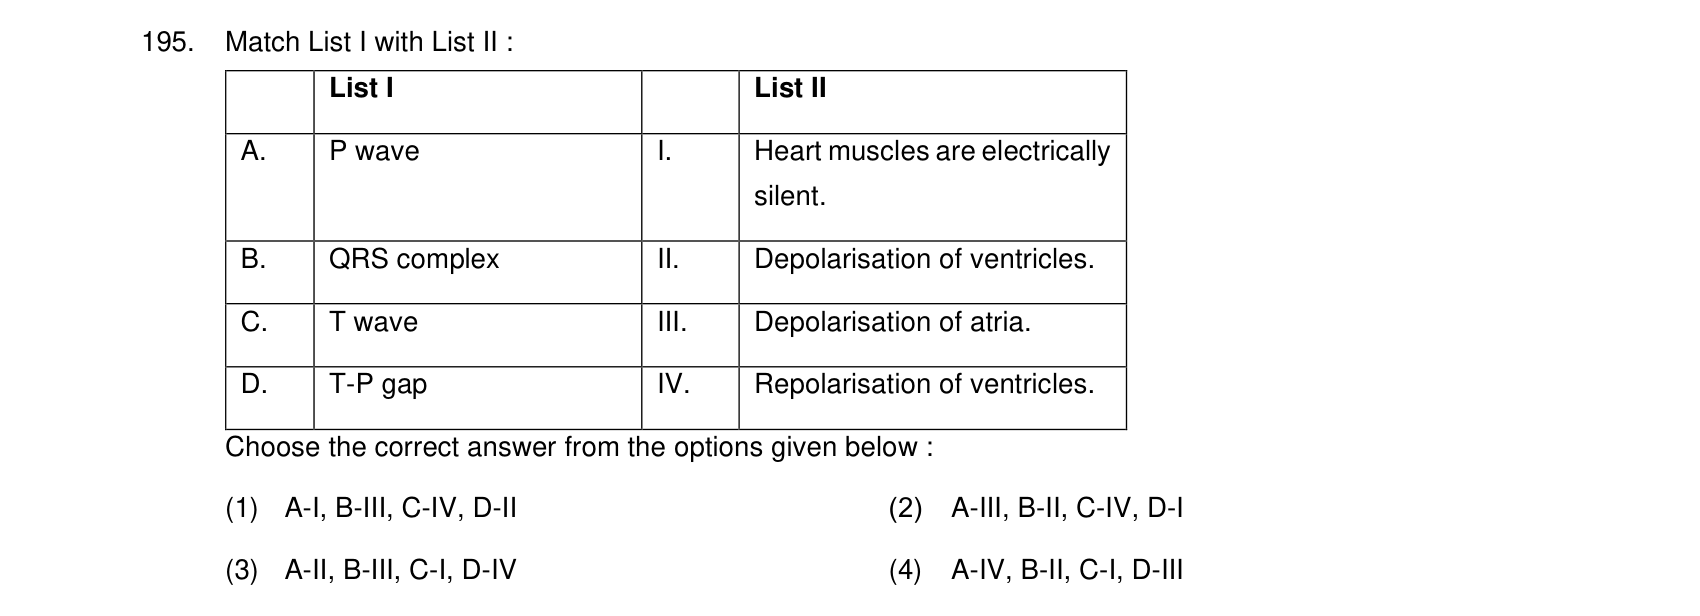 195. Match List I with List II :
List I List II
A. P wave I. Heart muscles are electrically
silent.
B. QRS complex II. Depolarisation of ventricles.
C. T wave III. Depolarisation of atria.
D. T-P gap IV. Repolarisation of ventricles.
Choose the correct answer from the options given below :
(1) A-I, B-III, C-IV, D-II (2) A-III, B-II, C-IV, D-I
(3) A-II, B-III, C-I, D-IV (4) A-IV, B-II, C-I, D-III